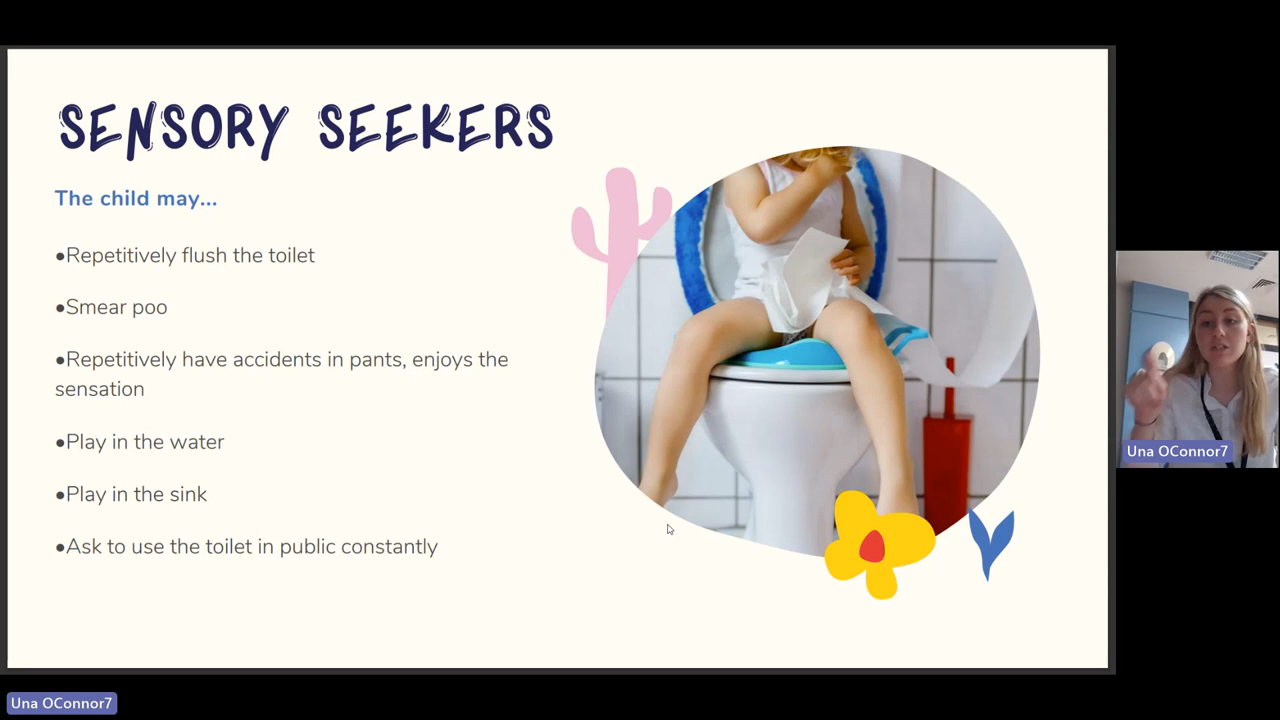 SENSORY SEEKERS
The child may...
•Repetitively flush the toilet
•Smear poo
•Repetitively have accidents in pants, enjoys the
sensation
•Play in the water
•Play in the sink
•Ask to use the toilet in public constantly
Una OConnor7
Una OConnor7